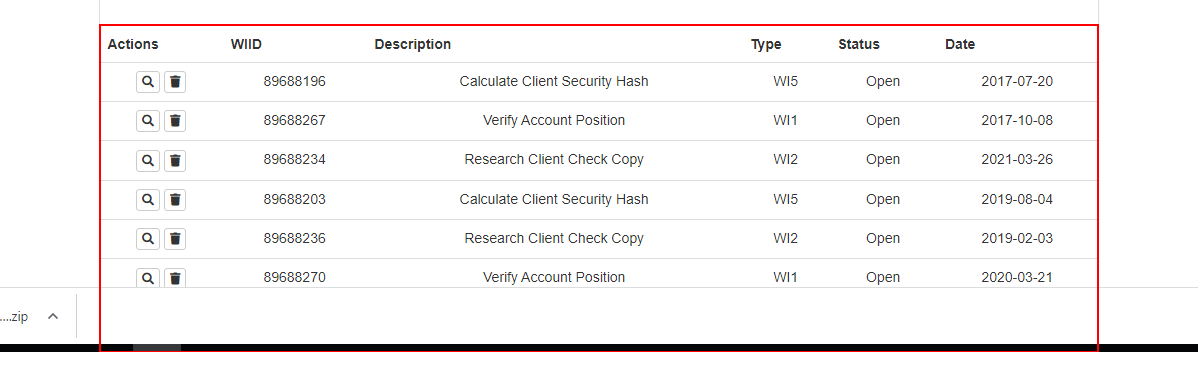 Actions WIID Description Type Status Date
89688196 Calculate Client Security Hash WI5 Open 2017-07-20
89688267 Verify Account Position WI1 Open 2017-10-08
89688234 Research Client Check Copy WI2 Open 2021-03-26
89688203 Calculate Client Security Hash WI5 Open 2019-08-04
89688236 Research Client Check Copy WI2 Open 2019-02-03
89688270 Verify Account Position WI1 Open 2020-03-21
....zip